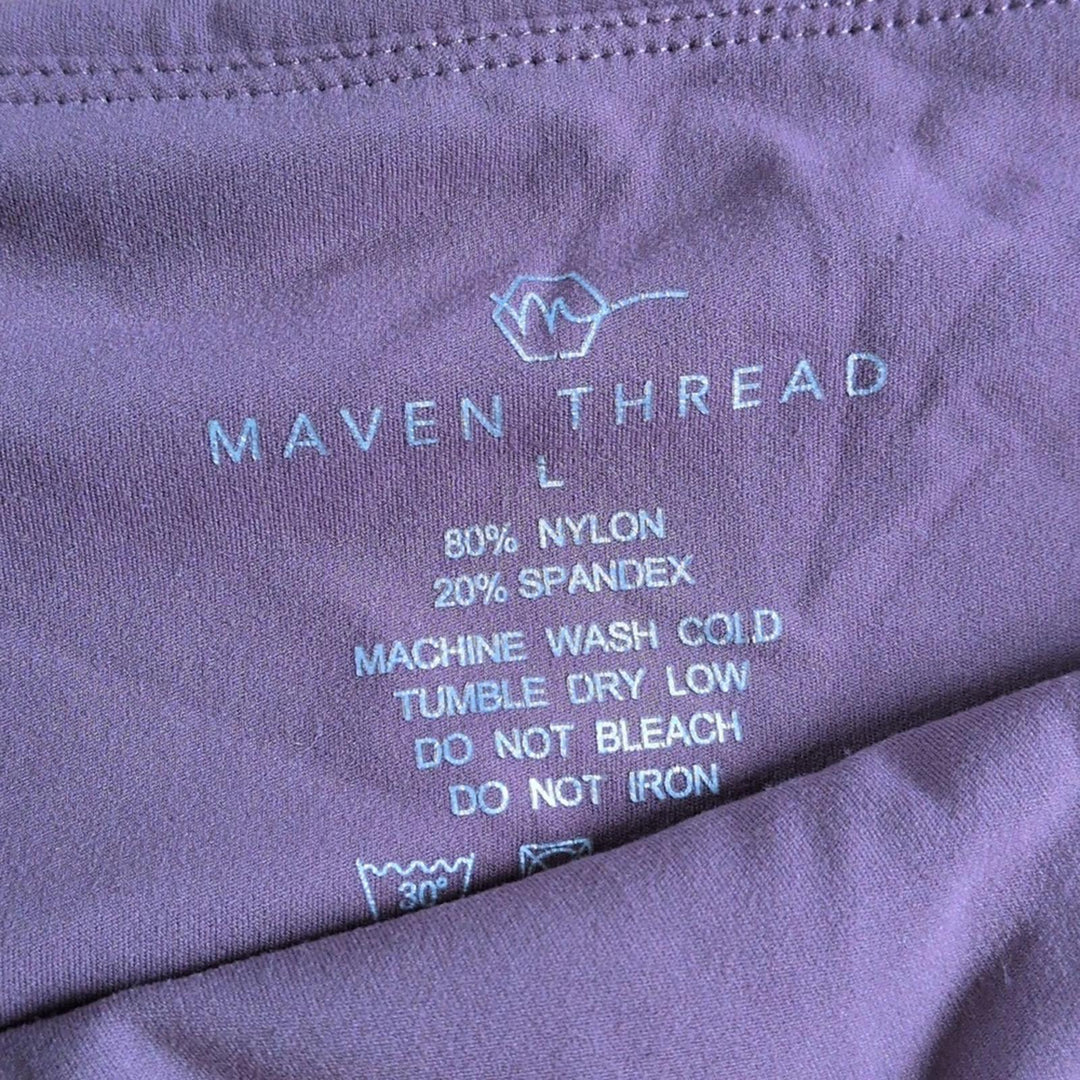 MAVEN THREAD
L
80% NYLON
20% SPANDEX
MACHINE WASH COLD
TUMBLE DRY LOW
DO NOT BLEACH
DO NOT IRON
30°